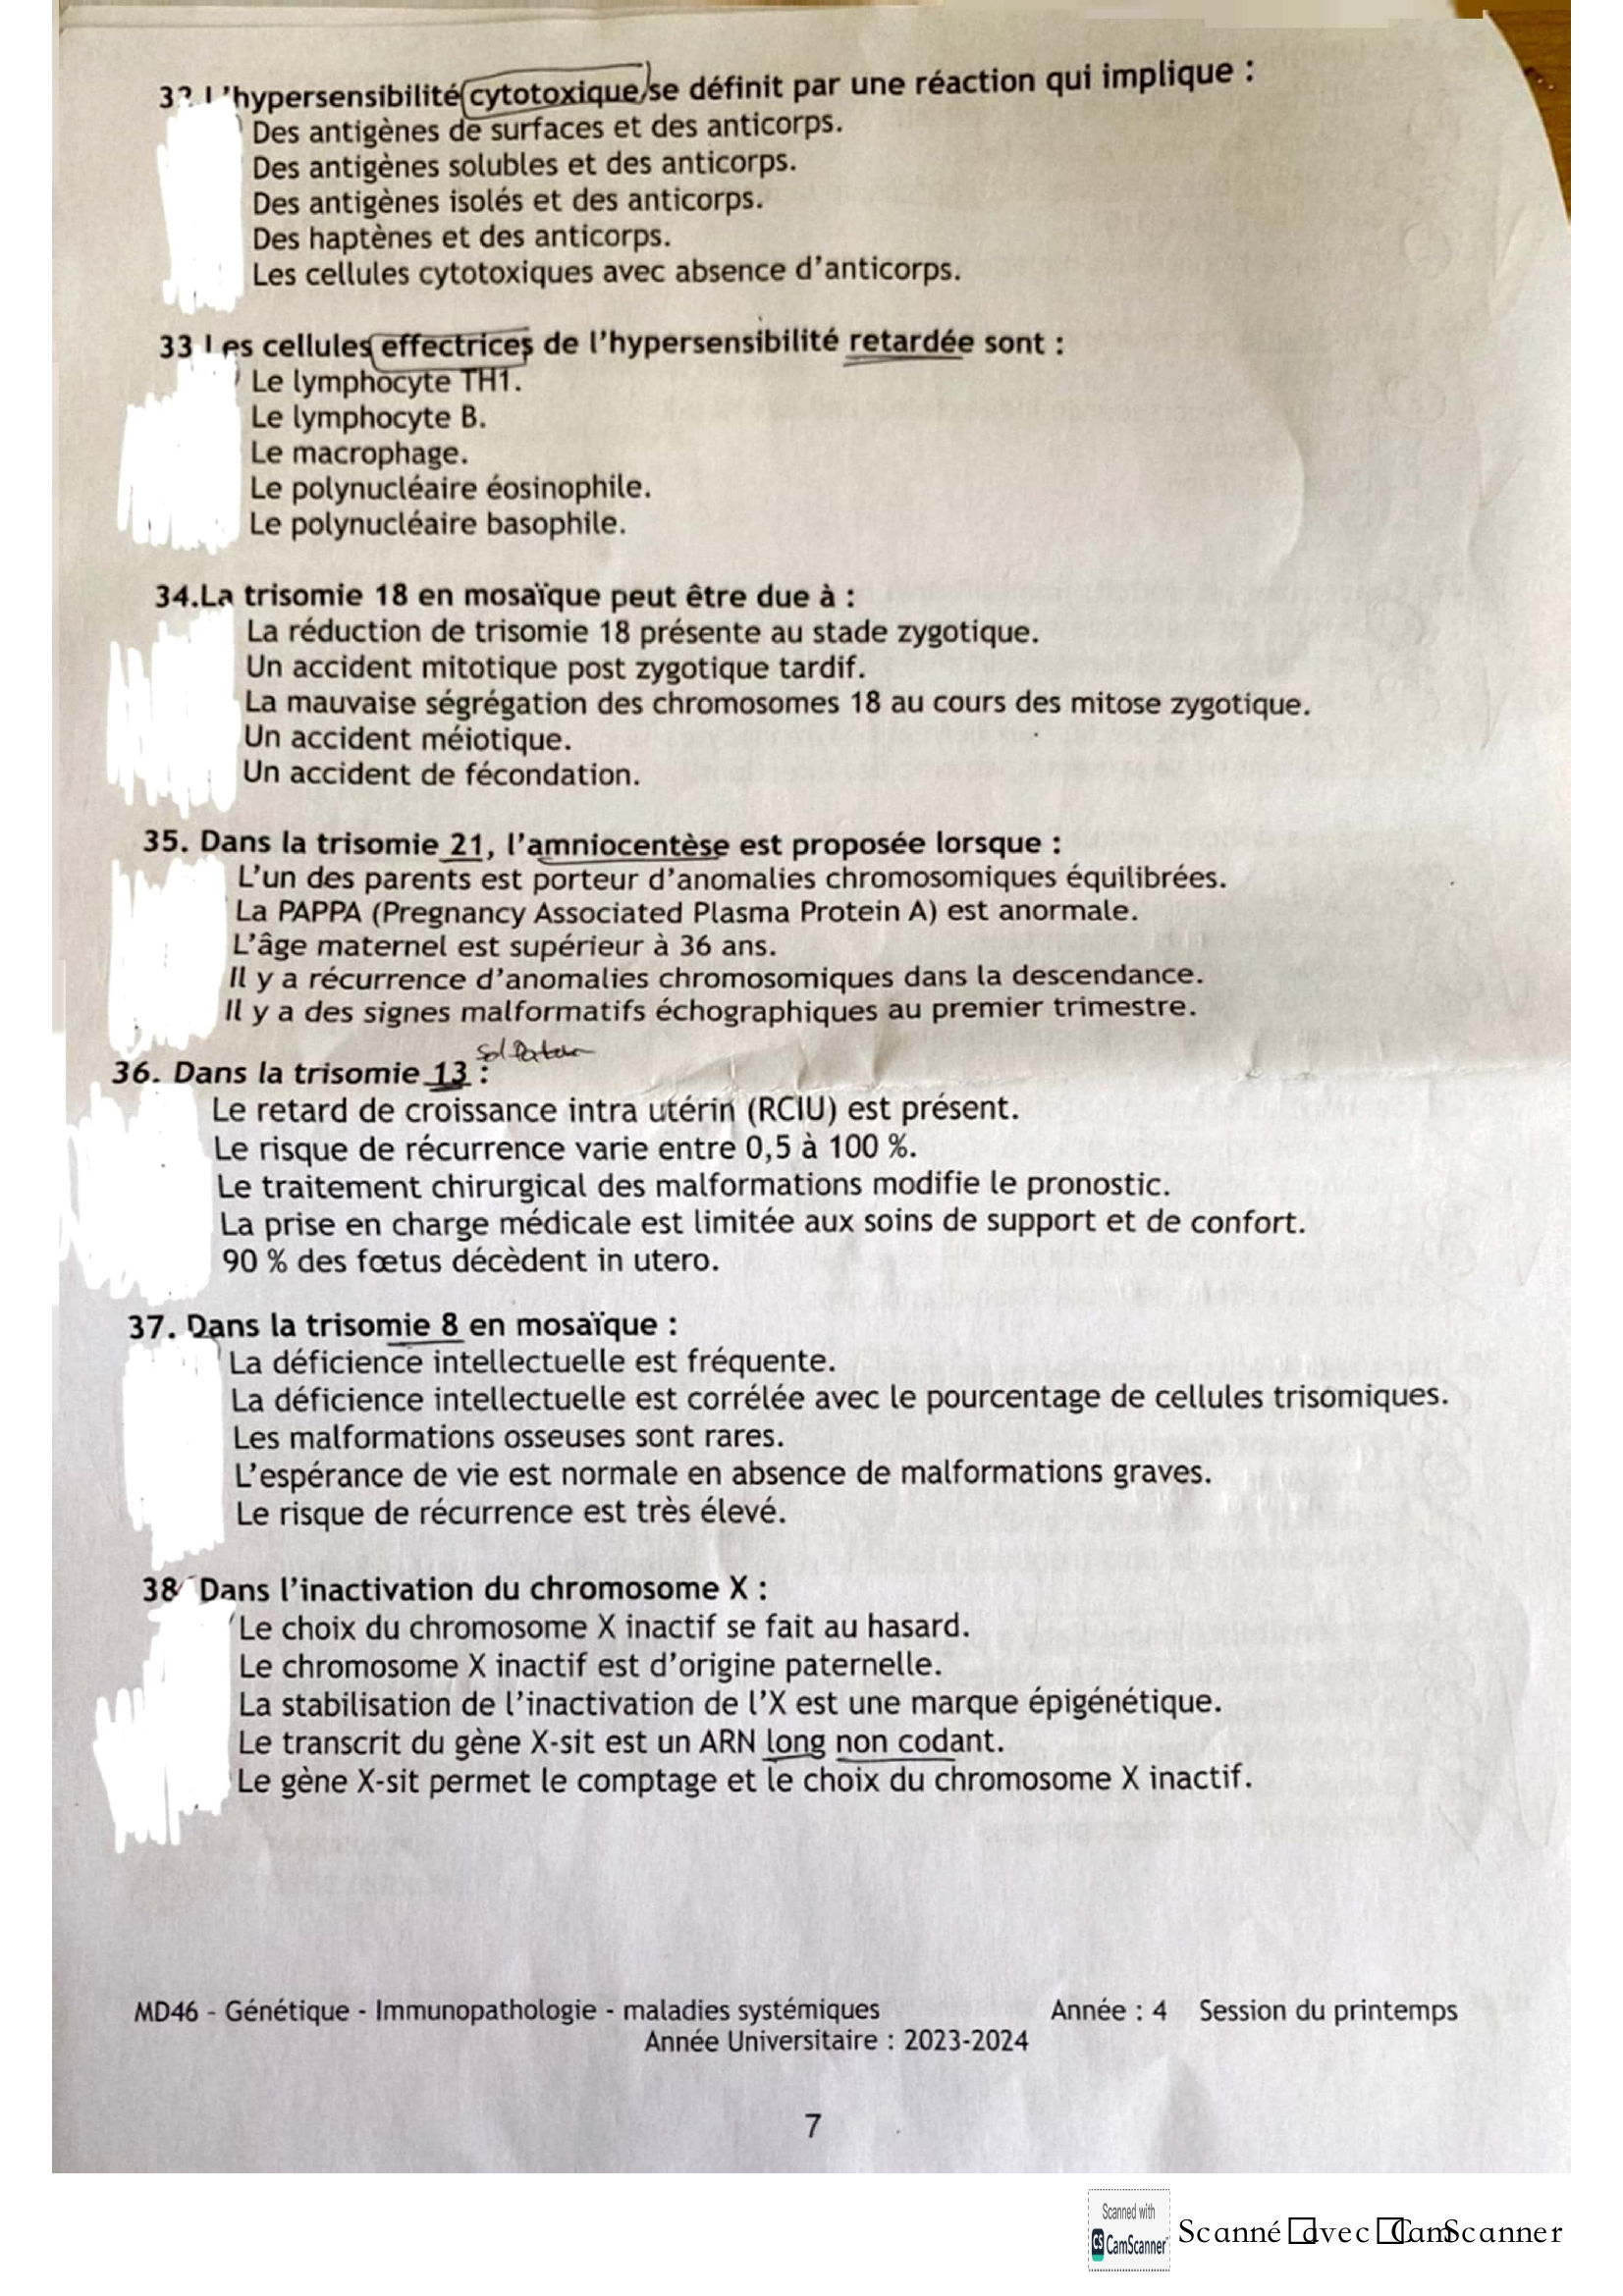 32 L'hypersensibilité cytotoxique se définit par une réaction qui implique :
Des antigènes de surfaces et des anticorps.
Des antigènes solubles et des anticorps.
Des antigènes isolés et des anticorps.
Des haptènes et des anticorps.
Les cellules cytotoxiques avec absence d'anticorps.
33 Les cellules effectrices de l'hypersensibilité retardée sont :
Le lymphocyte TH1.
Le lymphocyte B.
Le macrophage.
Le polynucléaire éosinophile.
Le polynucléaire basophile.
34.La trisomie 18 en mosaïque peut être due à :
La réduction de trisomie 18 présente au stade zygotique.
Un accident mitotique post zygotique tardif.
La mauvaise ségrégation des chromosomes 18 au cours des mitose zygotique.
Un accident méiotique.
Un accident de fécondation.
35. Dans la trisomie 21, l'amniocentèse est proposée lorsque :
L'un des parents est porteur d'anomalies chromosomiques équilibrées.
La PAPPA (Pregnancy Associated Plasma Protein A) est anormale.
L'âge maternel est supérieur à 36 ans.
Il y a récurrence d'anomalies chromosomiques dans la descendance.
Il y a des signes malformatifs échographiques au premier trimestre.
36. Dans la trisomie 13 :
Le retard de croissance intra utérin (RCIU) est présent.
Le risque de récurrence varie entre 0,5 à 100 %.
Le traitement chirurgical des malformations modifie le pronostic.
La prise en charge médicale est limitée aux soins de support et de confort.
90 % des fœtus décèdent in utero.
37. Dans la trisomie 8 en mosaïque :
La déficience intellectuelle est fréquente.
La déficience intellectuelle est corrélée avec le pourcentage de cellules trisomiques.
Les malformations osseuses sont rares.
L'espérance de vie est normale en absence de malformations graves.
Le risque de récurrence est très élevé.
38 Dans l'inactivation du chromosome X :
Le choix du chromosome X inactif se fait au hasard.
Le chromosome X inactif est d'origine paternelle.
La stabilisation de l'inactivation de l'X est une marque épigénétique.
Le transcrit du gène X-sit est un ARN long non codant.
Le gène X-sit permet le comptage et le choix du chromosome X inactif.
MD46 - Génétique - Immunopathologie - maladies systémiques Année : 4 Session du printemps
Année Universitaire : 2023-2024
7
Scanned with
CS CamScanner
Scanné avec CamScanner